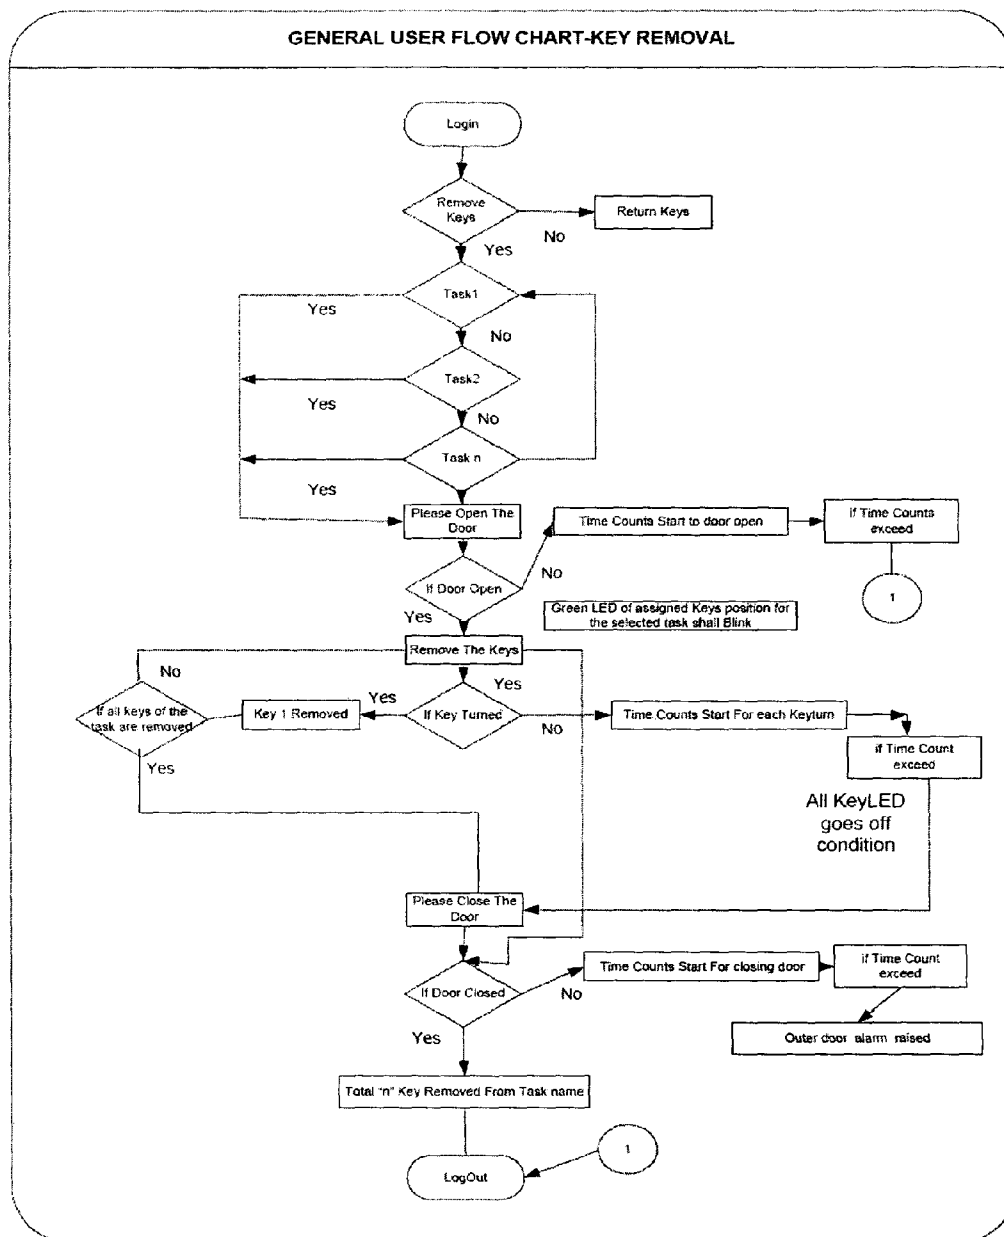 GENERAL USER FLOW CHART-KEY REMOVAL
Login
Remove
Keys
Return Keys
No
Yes
Task1
Yes
No
Task2
Yes
No
Task n
Yes
Please Open The
Door
Time Counts Start to door open
if Time Counts
exceed
If Door Open
No
1
Yes
Green LED of assigned Keys position for
the selected task shall Blink
Remove The Keys
No
Yes
If all keys of the
task are removed
Key 1 Removed
Yes
If Key Turned
No
Time Counts Start For each Keyturn
if Time Count
exceed
Yes
All KeyLED
goes off
condition
Please Close The
Door
If Door Closed
No
Time Counts Start For closing door
if Time Count
exceed
Yes
Outer door alarm raised
Total "n" Key Removed From Task name
1
LogOut